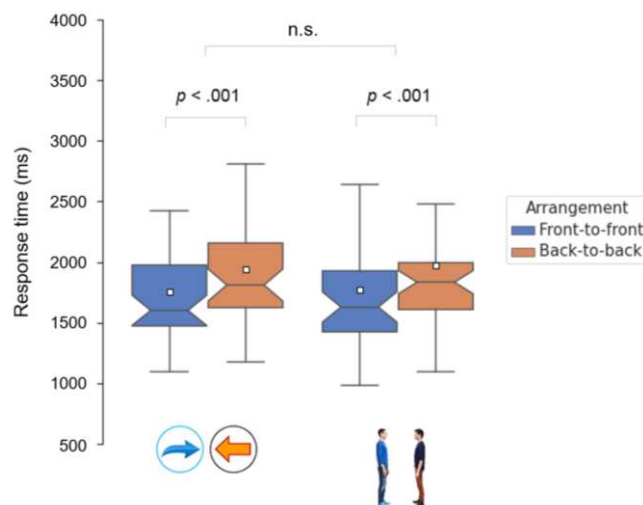 4000
n.s.
3500
p < .001
p < .001
3000
2500
2000
1500
1000
500
Response time (ms)
Arrangement
Front-to-front
Back-to-back